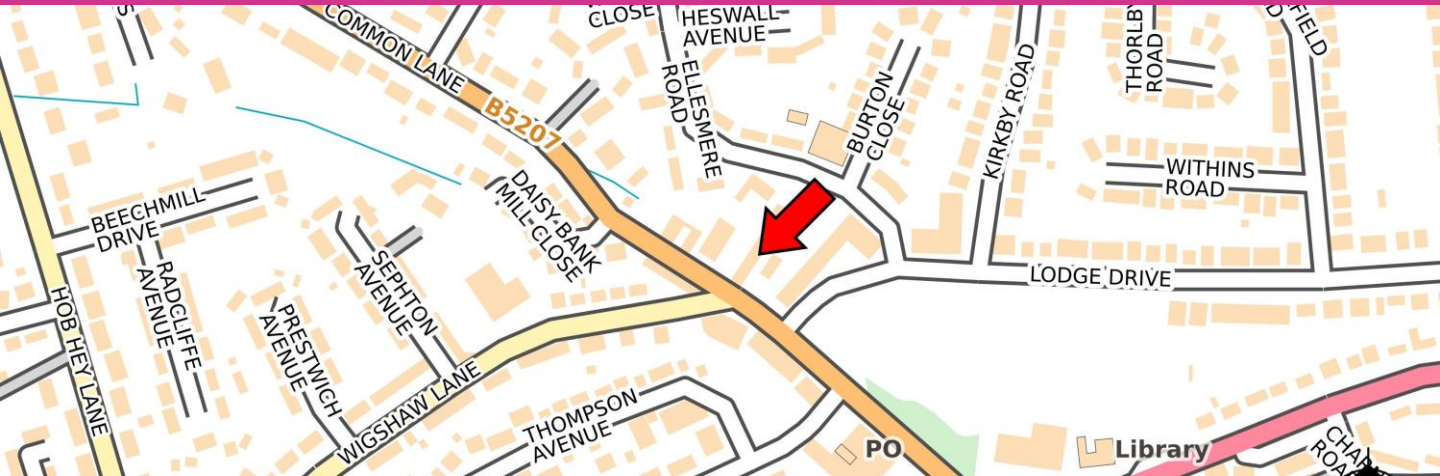 CLOSE
HESWALL
AVENUE
COMMON LANE
B5207
ELLESMERE
ROAD
BURTON
CLOSE
KIRKBY ROAD
THORLBY
ROAD
FIELD
WITHINS
ROAD
BEECHMILL
DRIVE
DAISY BANK
MILL CLOSE
RADCLIFFE
AVENUE
SEPHTON
AVENUE
PRESTWICH
AVENUE
HOB HEY LANE
WIGSHAW LANE
LODGE DRIVE
THOMPSON
AVENUE
PO
Library